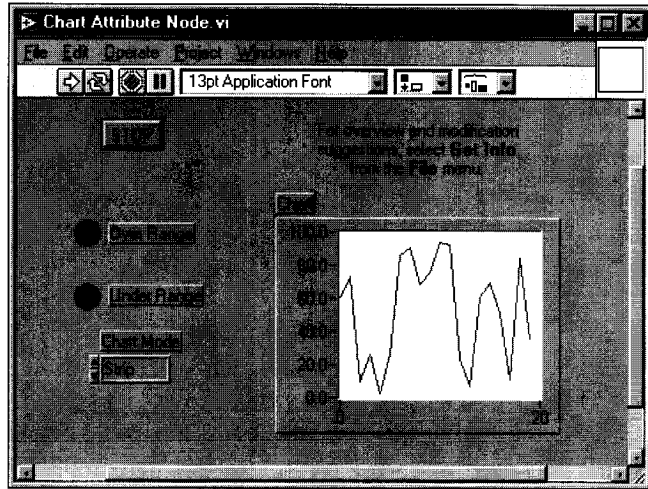 Chart Attribute Node.vi
File Edit Operate Project Windows Help
13pt Application Font
STOP
For overview and modification
suggestions, select Get Info
from the File menu.
Chart
Over Range
Under Range
Chart Mode
Strip
100.0
80.0
60.0
40.0
20.0
0.0
0 20